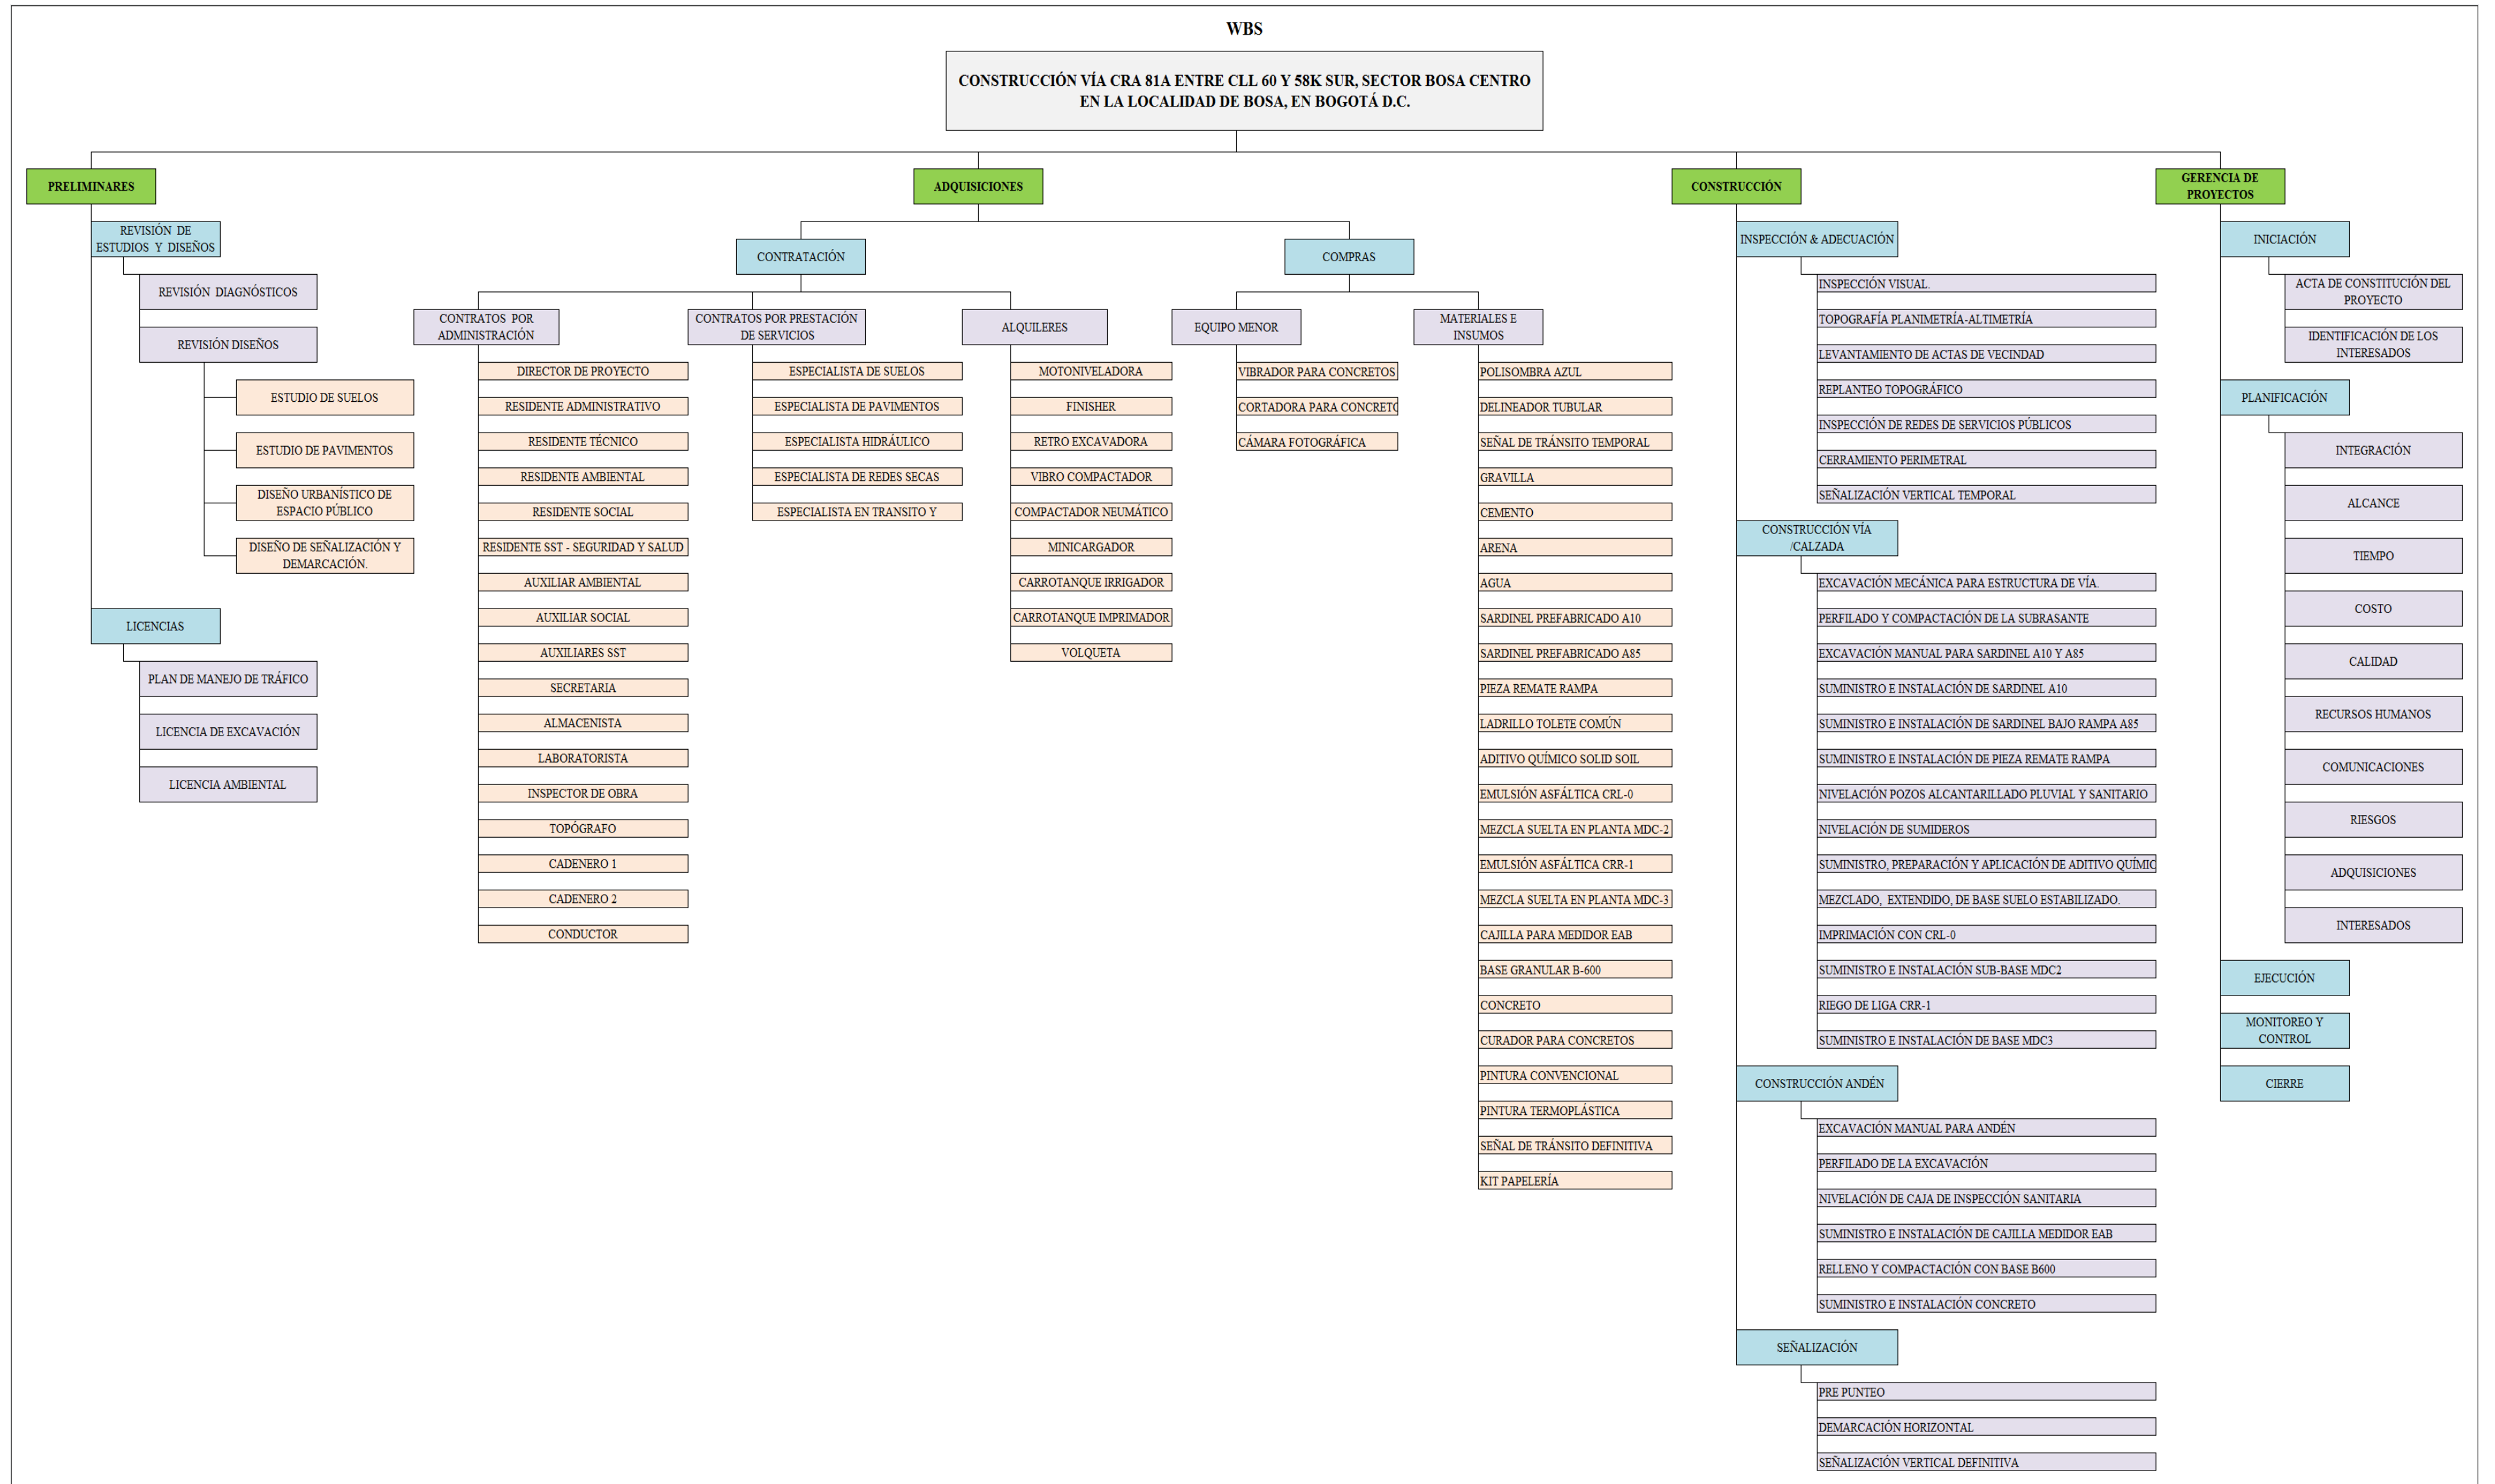 WBS
CONSTRUCCIÓN VÍA CRA 81A ENTRE CLL 60 Y 58K SUR, SECTOR BOSA CENTRO
EN LA LOCALIDAD DE BOSA, EN BOGOTÁ D.C.
PRELIMINARES
REVISIÓN DE
ESTUDIOS Y DISEÑOS
REVISIÓN DIAGNÓSTICOS
REVISIÓN DISEÑOS
ESTUDIO DE SUELOS
ESTUDIO DE PAVIMENTOS
DISEÑO URBANÍSTICO DE
ESPACIO PÚBLICO
DISEÑO DE SEÑALIZACIÓN Y
DEMARCACIÓN.
LICENCIAS
PLAN DE MANEJO DE TRÁFICO
LICENCIA DE EXCAVACIÓN
LICENCIA AMBIENTAL
ADQUISICIONES
CONTRATACIÓN
CONTRATOS POR
ADMINISTRACIÓN
DIRECTOR DE PROYECTO
RESIDENTE ADMINISTRATIVO
RESIDENTE TÉCNICO
RESIDENTE AMBIENTAL
RESIDENTE SOCIAL
RESIDENTE SST - SEGURIDAD Y SALUD
AUXILIAR AMBIENTAL
AUXILIAR SOCIAL
AUXILIARES SST
SECRETARIA
ALMACENISTA
LABORATORISTA
INSPECTOR DE OBRA
TOPÓGRAFO
CADENERO 1
CADENERO 2
CONDUCTOR
CONTRATOS POR PRESTACIÓN
DE SERVICIOS
ESPECIALISTA DE SUELOS
ESPECIALISTA DE PAVIMENTOS
ESPECIALISTA HIDRÁULICO
ESPECIALISTA DE REDES SECAS
ESPECIALISTA EN TRANSITO Y
ALQUILERES
MOTONIVELADORA
FINISHER
RETRO EXCAVADORA
VIBRO COMPACTADOR
COMPACTADOR NEUMÁTICO
MINICARGADOR
CARROTANQUE IRRIGADOR
CARROTANQUE IMPRIMADOR
VOLQUETA
COMPRAS
EQUIPO MENOR
VIBRADOR PARA CONCRETOS
CORTADORA PARA CONCRETO
CÁMARA FOTOGRÁFICA
MATERIALES E
INSUMOS
POLISOMBRA AZUL
DELINEADOR TUBULAR
SEÑAL DE TRÁNSITO TEMPORAL
GRAVILLA
CEMENTO
ARENA
AGUA
SARDINEL PREFABRICADO A10
SARDINEL PREFABRICADO A85
PIEZA REMATE RAMPA
LADRILLO TOLETE COMÚN
ADITIVO QUÍMICO SOLID SOIL
EMULSIÓN ASFÁLTICA CRL-0
MEZCLA SUELTA EN PLANTA MDC-2
EMULSIÓN ASFÁLTICA CRR-1
MEZCLA SUELTA EN PLANTA MDC-3
CAJILLA PARA MEDIDOR EAB
BASE GRANULAR B-600
CONCRETO
CURADOR PARA CONCRETOS
PINTURA CONVENCIONAL
PINTURA TERMOPLÁSTICA
SEÑAL DE TRÁNSITO DEFINITIVA
KIT PAPELERÍA
CONSTRUCCIÓN
INSPECCIÓN & ADECUACIÓN
INSPECCIÓN VISUAL.
TOPOGRAFÍA PLANIMETRÍA-ALTIMETRÍA
LEVANTAMIENTO DE ACTAS DE VECINDAD
REPLANTEO TOPOGRÁFICO
INSPECCIÓN DE REDES DE SERVICIOS PÚBLICOS
CERRAMIENTO PERIMETRAL
SEÑALIZACIÓN VERTICAL TEMPORAL
CONSTRUCCIÓN VÍA
/CALZADA
EXCAVACIÓN MECÁNICA PARA ESTRUCTURA DE VÍA.
PERFILADO Y COMPACTACIÓN DE LA SUBRASANTE
EXCAVACIÓN MANUAL PARA SARDINEL A10 Y A85
SUMINISTRO E INSTALACIÓN DE SARDINEL A10
SUMINISTRO E INSTALACIÓN DE SARDINEL BAJO RAMPA A85
SUMINISTRO E INSTALACIÓN DE PIEZA REMATE RAMPA
NIVELACIÓN POZOS ALCANTARILLADO PLUVIAL Y SANITARIO
NIVELACIÓN DE SUMIDEROS
SUMINISTRO, PREPARACIÓN Y APLICACIÓN DE ADITIVO QUÍMIC
MEZCLADO, EXTENDIDO, DE BASE SUELO ESTABILIZADO.
IMPRIMACIÓN CON CRL-0
SUMINISTRO E INSTALACIÓN SUB-BASE MDC2
RIEGO DE LIGA CRR-1
SUMINISTRO E INSTALACIÓN DE BASE MDC3
CONSTRUCCIÓN ANDÉN
EXCAVACIÓN MANUAL PARA ANDÉN
PERFILADO DE LA EXCAVACIÓN
NIVELACIÓN DE CAJA DE INSPECCIÓN SANITARIA
SUMINISTRO E INSTALACIÓN DE CAJILLA MEDIDOR EAB
RELLENO Y COMPACTACIÓN CON BASE B600
SUMINISTRO E INSTALACIÓN CONCRETO
SEÑALIZACIÓN
PRE PUNTEO
DEMARCACIÓN HORIZONTAL
SEÑALIZACIÓN VERTICAL DEFINITIVA
GERENCIA DE
PROYECTOS
INICIACIÓN
ACTA DE CONSTITUCIÓN DEL
PROYECTO
IDENTIFICACIÓN DE LOS
INTERESADOS
PLANIFICACIÓN
INTEGRACIÓN
ALCANCE
TIEMPO
COSTO
CALIDAD
RECURSOS HUMANOS
COMUNICACIONES
RIESGOS
ADQUISICIONES
INTERESADOS
EJECUCIÓN
MONITOREO Y
CONTROL
CIERRE